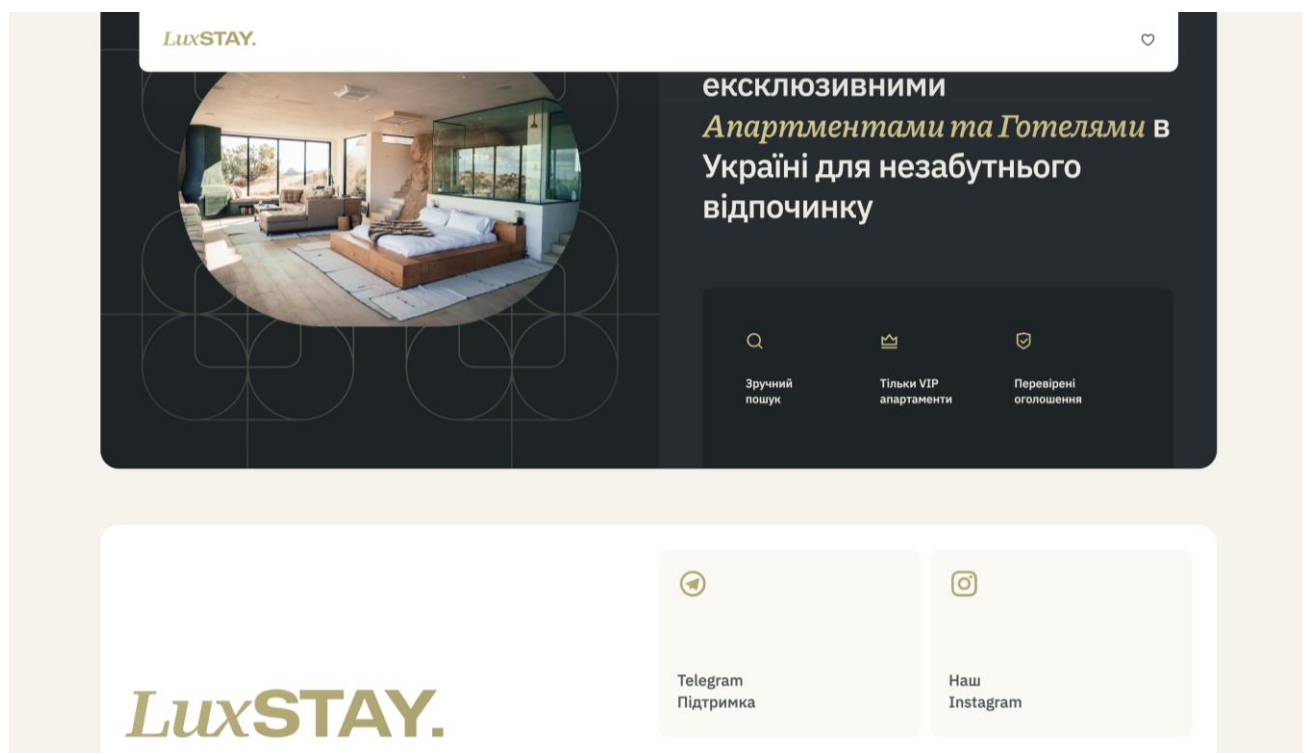 LuxSTAY.
ексклюзивними
Апартментами та Готелями в
Україні для незабутнього
відпочинку
Зручний
пошук
Тільки VIP
апартаменти
Перевірені
оголошення
Telegram
Підтримка
Наш
Instagram
LuxSTAY.